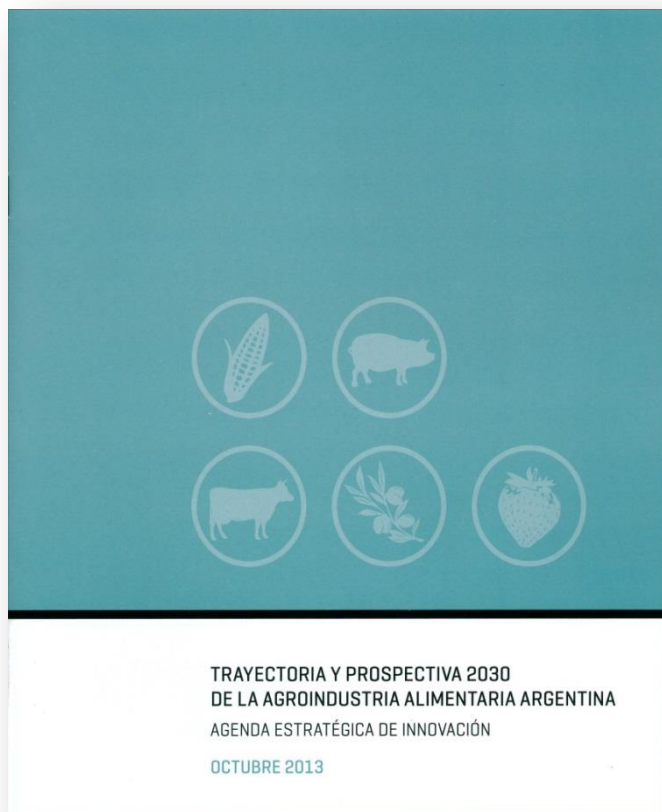 TRAYECTORIA Y PROSPECTIVA 2030
DE LA AGROINDUSTRIA ALIMENTARIA ARGENTINA
AGENDA ESTRATÉGICA DE INNOVACIÓN
OCTUBRE 2013